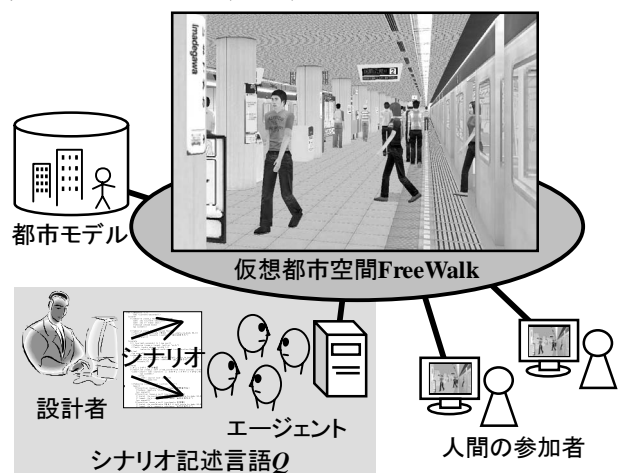 imadegawa
2
都市モデル
仮想都市空間FreeWalk
シナリオ
設計者
エージェント
人間の参加者
シナリオ記述言語Q